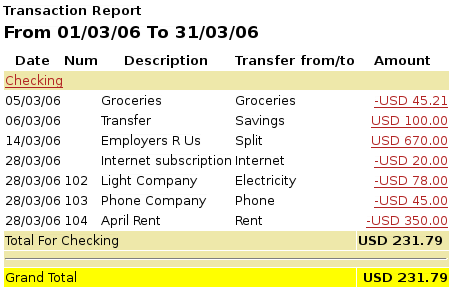 Transaction Report
From 01/03/06 To 31/03/06
Date Num Description Transfer from/to Amount
Checking
05/03/06 Groceries Groceries -USD 45.21
06/03/06 Transfer Savings USD 100.00
14/03/06 Employers R Us Split USD 670.00
28/03/06 Internet subscription Internet -USD 20.00
28/03/06 102 Light Company Electricity -USD 78.00
28/03/06 103 Phone Company Phone -USD 45.00
28/03/06 104 April Rent Rent -USD 350.00
Total For Checking USD 231.79
Grand Total USD 231.79